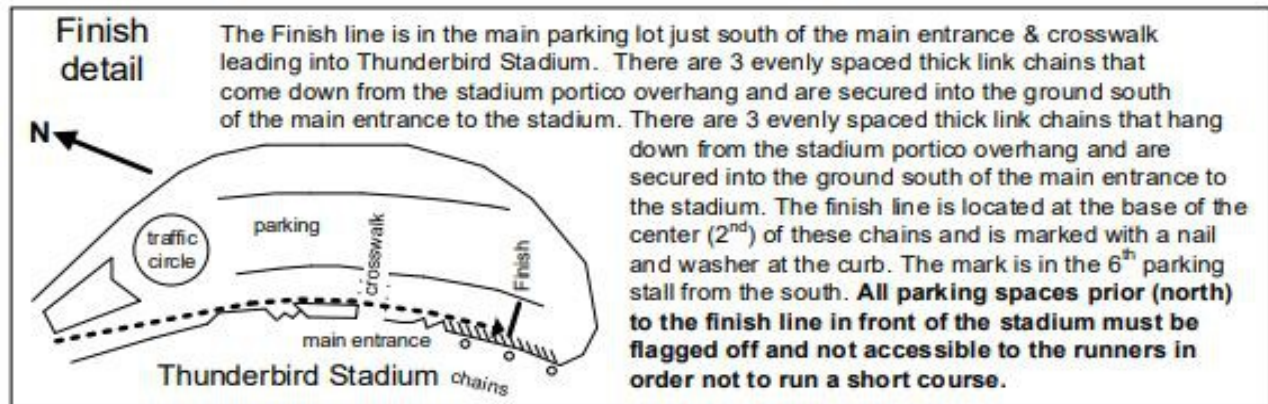 Finish
detail
The Finish line is in the main parking lot just south of the main entrance & crosswalk
leading into Thunderbird Stadium. There are 3 evenly spaced thick link chains that
come down from the stadium portico overhang and are secured into the ground south
of the main entrance to the stadium. There are 3 evenly spaced thick link chains that hang
down from the stadium portico overhang and are
secured into the ground south of the main entrance to
the stadium. The finish line is located at the base of the
center (2nd) of these chains and is marked with a nail
and washer at the curb. The mark is in the 6th parking
stall from the south. All parking spaces prior (north)
to the finish line in front of the stadium must be
flagged off and not accessible to the runners in
order not to run a short course.
N
traffic
circle
parking
crosswalk
Finish
main entrance
Thunderbird Stadium
chains